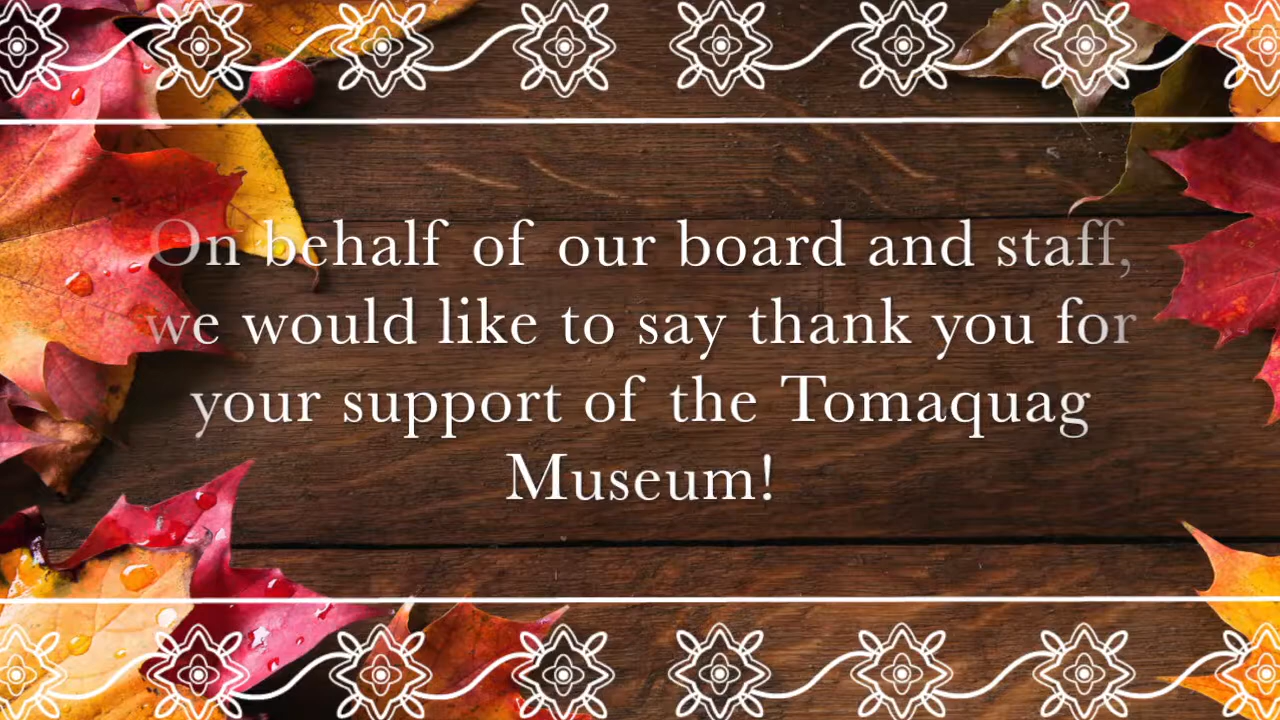 On behalf of our board and staff,
we would like to say thank you for
your support of the Tomaquag
Museum!